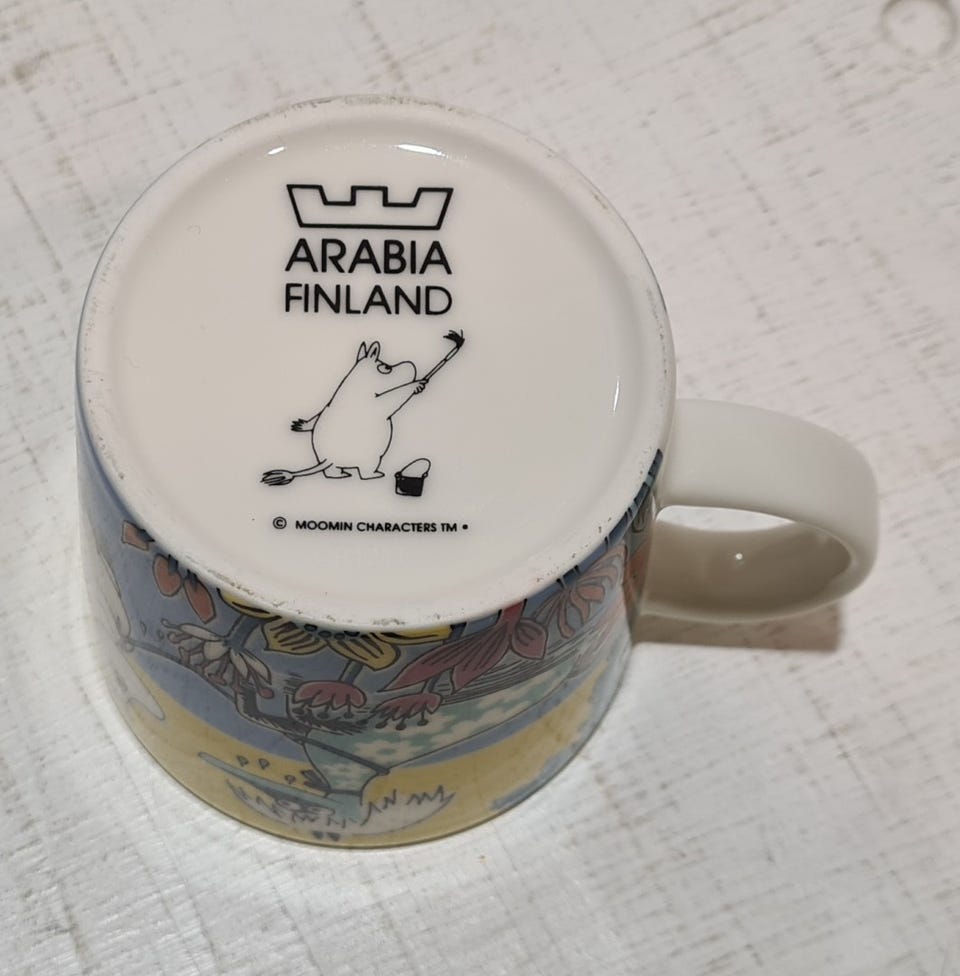 ARABIA
FINLAND
© MOOMIN CHARACTERS TM •